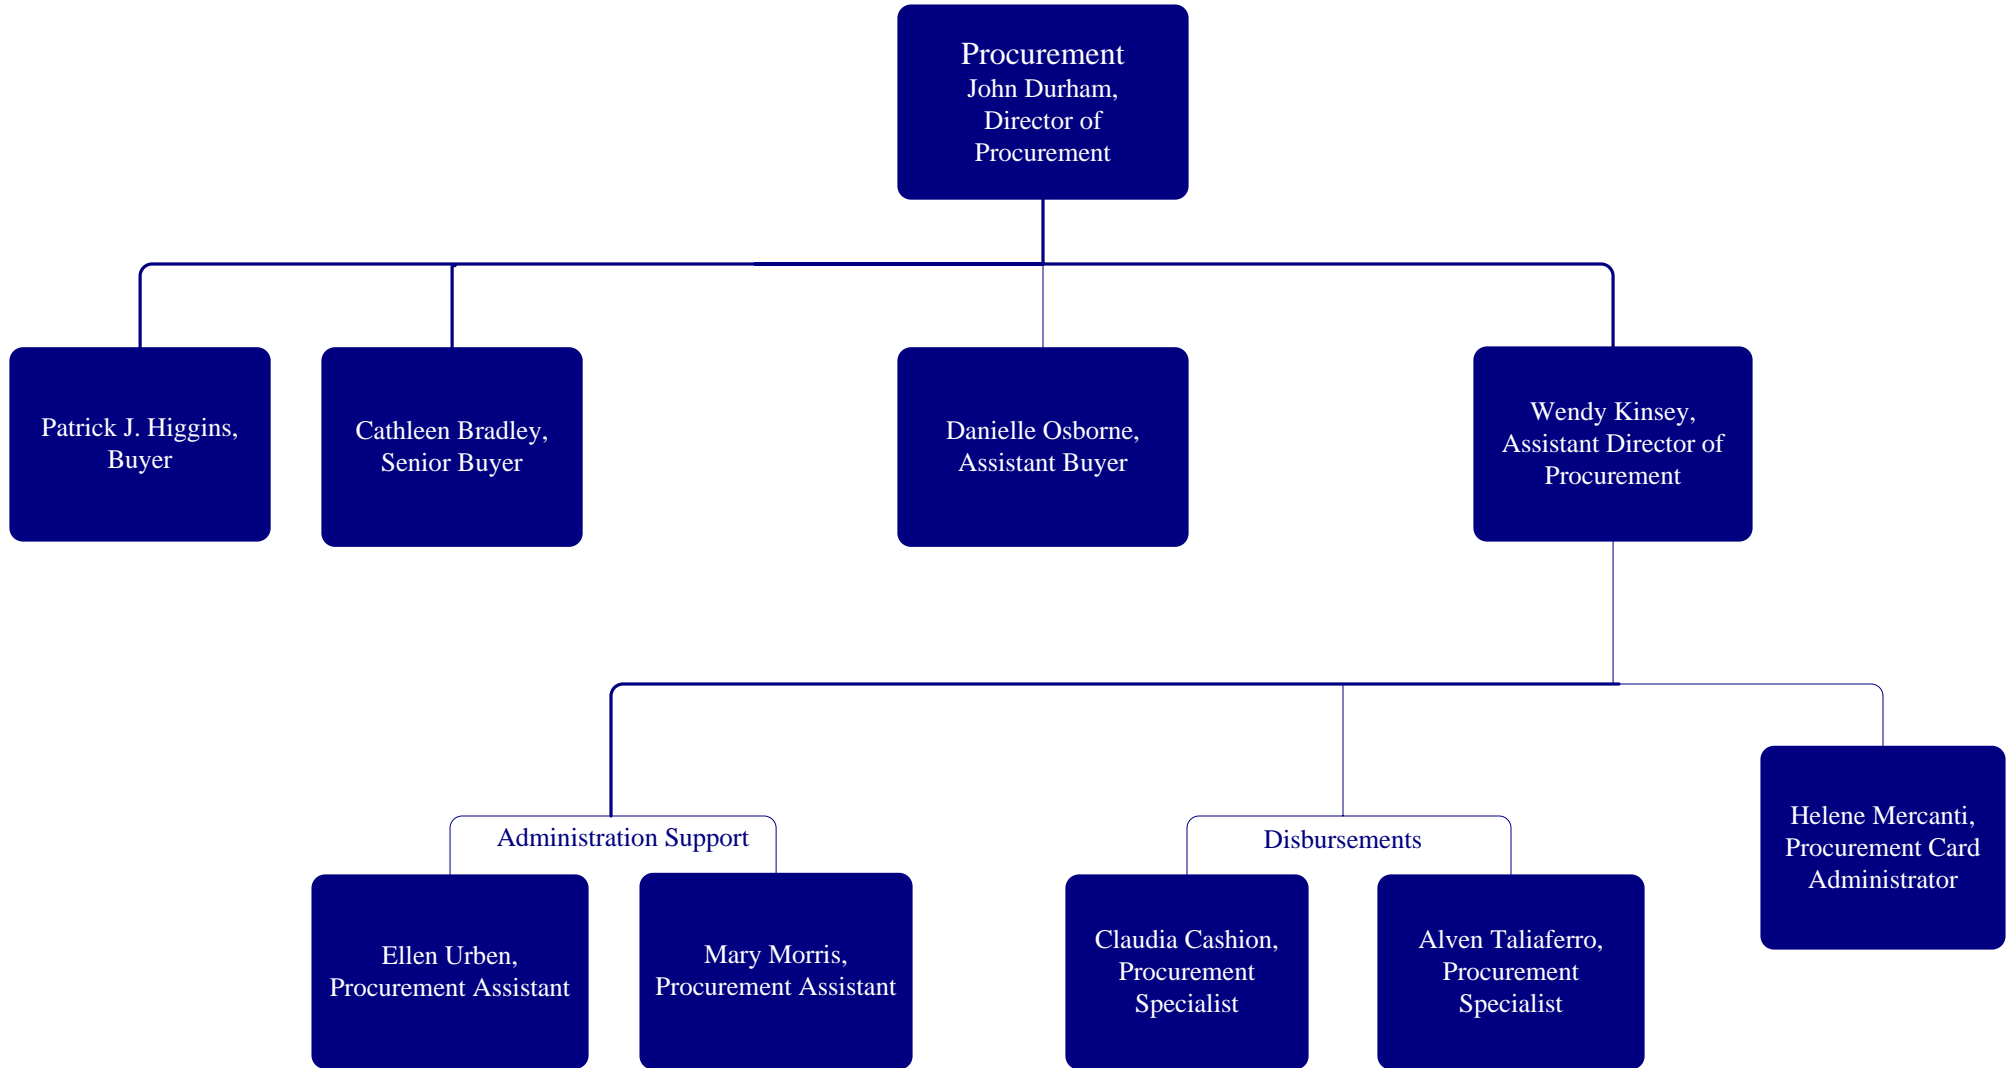 Procurement
John Durham,
Director of
Procurement
Patrick J. Higgins,
Buyer
Cathleen Bradley,
Senior Buyer
Danielle Osborne,
Assistant Buyer
Wendy Kinsey,
Assistant Director of
Procurement
Administration Support
Ellen Urben,
Procurement Assistant
Mary Morris,
Procurement Assistant
Disbursements
Claudia Cashion,
Procurement
Specialist
Alven Taliaferro,
Procurement
Specialist
Helene Mercanti,
Procurement Card
Administrator